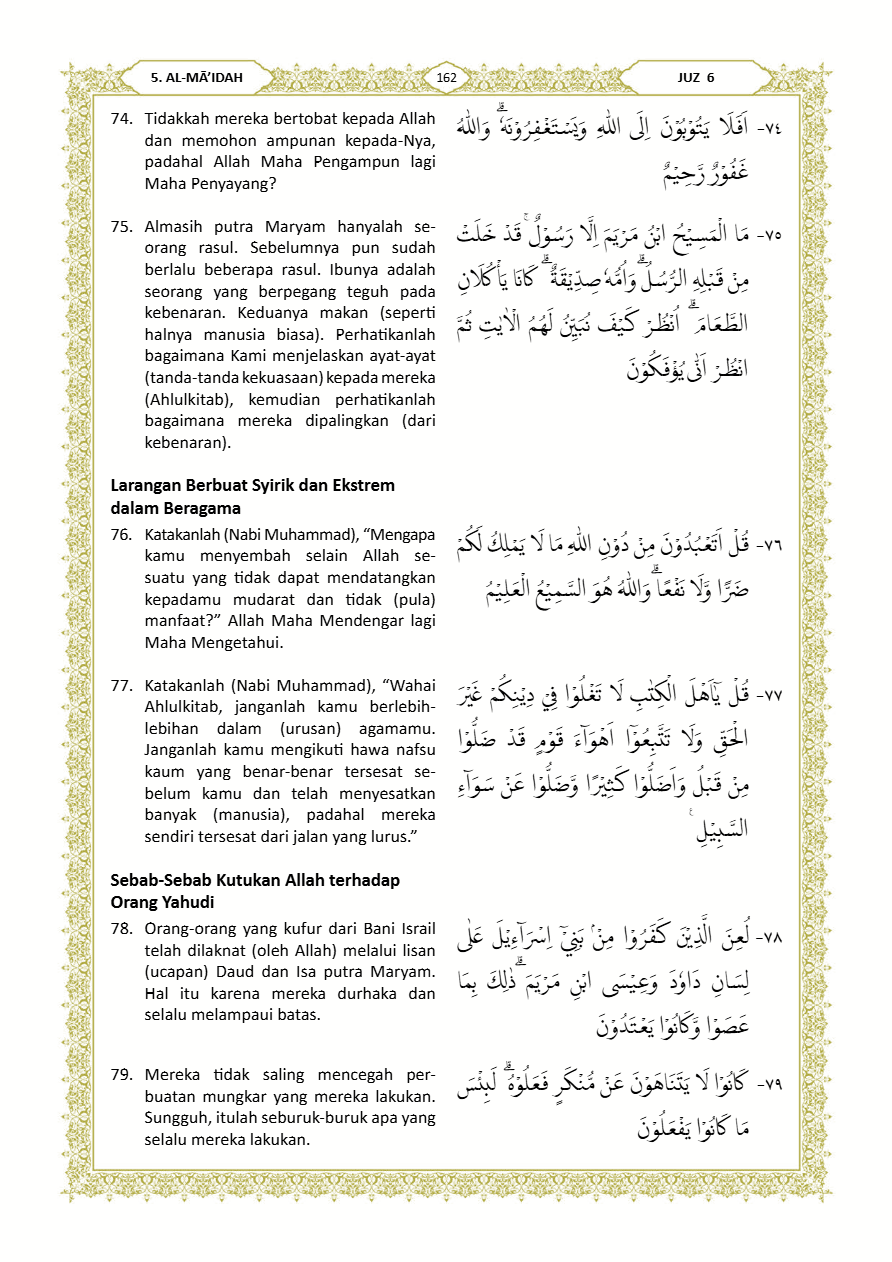 5. AL-MĀ’IDAH
162
JUZ 6
74. Tidakkah mereka bertobat kepada Allah
dan memohon ampunan kepada-Nya,
padahal Allah Maha Pengampun lagi
Maha Penyayang?
٧٤- اَفَلَا يَتُوْبُوْنَ اِلَى اللّٰهِ وَيَسْتَغْفِرُوْنَهٗۗ وَاللّٰهُ
غَفُوْرٌ رَّحِيْمٌ
75. Almasih putra Maryam hanyalah se-
orang rasul. Sebelumnya pun sudah
berlalu beberapa rasul. Ibunya adalah
seorang yang berpegang teguh pada
kebenaran. Keduanya makan (seperti
halnya manusia biasa). Perhatikanlah
bagaimana Kami menjelaskan ayat-ayat
(tanda-tanda kekuasaan) kepada mereka
(Ahlulkitab), kemudian perhatikanlah
bagaimana mereka dipalingkan (dari
kebenaran).
٧٥- مَا الْمَسِيْحُ ابْنُ مَرْيَمَ اِلَّا رَسُوْلٌۚ قَدْ خَلَتْ
مِنْ قَبْلِهِ الرُّسُلُۗ وَاُمُّهٗ صِدِّيْقَةٌ ۗ كَانَا يَأْكُلَانِ
الطَّعَامَ ۗ اُنْظُرْ كَيْفَ نُبَيِّنُ لَهُمُ الْاٰيٰتِ ثُمَّ
انْظُرْ اَنّٰى يُؤْفَكُوْنَ
Larangan Berbuat Syirik dan Ekstrem
dalam Beragama
76. Katakanlah (Nabi Muhammad), “Mengapa
kamu menyembah selain Allah se-
suatu yang tidak dapat mendatangkan
kepadamu mudarat dan tidak (pula)
manfaat?” Allah Maha Mendengar lagi
Maha Mengetahui.
٧٦- قُلْ اَتَعْبُدُوْنَ مِنْ دُوْنِ اللّٰهِ مَا لَا يَمْلِكُ لَكُمْ
ضَرًّا وَّلَا نَفْعًاۗ وَاللّٰهُ هُوَ السَّمِيْعُ الْعَلِيْمُ
77. Katakanlah (Nabi Muhammad), “Wahai
Ahlulkitab, janganlah kamu berlebih-
lebihan dalam (urusan) agamamu.
Janganlah kamu mengikuti hawa nafsu
kaum yang benar-benar tersesat se-
belum kamu dan telah menyesatkan
banyak (manusia), padahal mereka
sendiri tersesat dari jalan yang lurus.”
٧٧- قُلْ يٰٓاَهْلَ الْكِتٰبِ لَا تَغْلُوْا فِيْ دِيْنِكُمْ غَيْرَ
الْحَقِّ وَلَا تَتَّبِعُوْٓا اَهْوَاۤءَ قَوْمٍ قَدْ ضَلُّوْا
مِنْ قَبْلُ وَاَضَلُّوْا كَثِيْرًا وَّضَلُّوْا عَنْ سَوَاۤءِ
السَّبِيْلِ ࣖ
Sebab-Sebab Kutukan Allah terhadap
Orang Yahudi
78. Orang-orang yang kufur dari Bani Israil
telah dilaknat (oleh Allah) melalui lisan
(ucapan) Daud dan Isa putra Maryam.
Hal itu karena mereka durhaka dan
selalu melampaui batas.
٧٨- لُعِنَ الَّذِيْنَ كَفَرُوْا مِنْۢ بَنِيْٓ اِسْرَاۤءِيْلَ عَلٰى
لِسَانِ دَاوٗدَ وَعِيْسَى ابْنِ مَرْيَمَ ۗ ذٰلِكَ بِمَا
عَصَوْا وَّكَانُوْا يَعْتَدُوْنَ
79. Mereka tidak saling mencegah per-
buatan mungkar yang mereka lakukan.
Sungguh, itulah seburuk-buruk apa yang
selalu mereka lakukan.
٧٩- كَانُوْا لَا يَتَنَاهَوْنَ عَنْ مُّنْكَرٍ فَعَلُوْهُۗ لَبِئْسَ
مَا كَانُوْا يَفْعَلُوْنَ